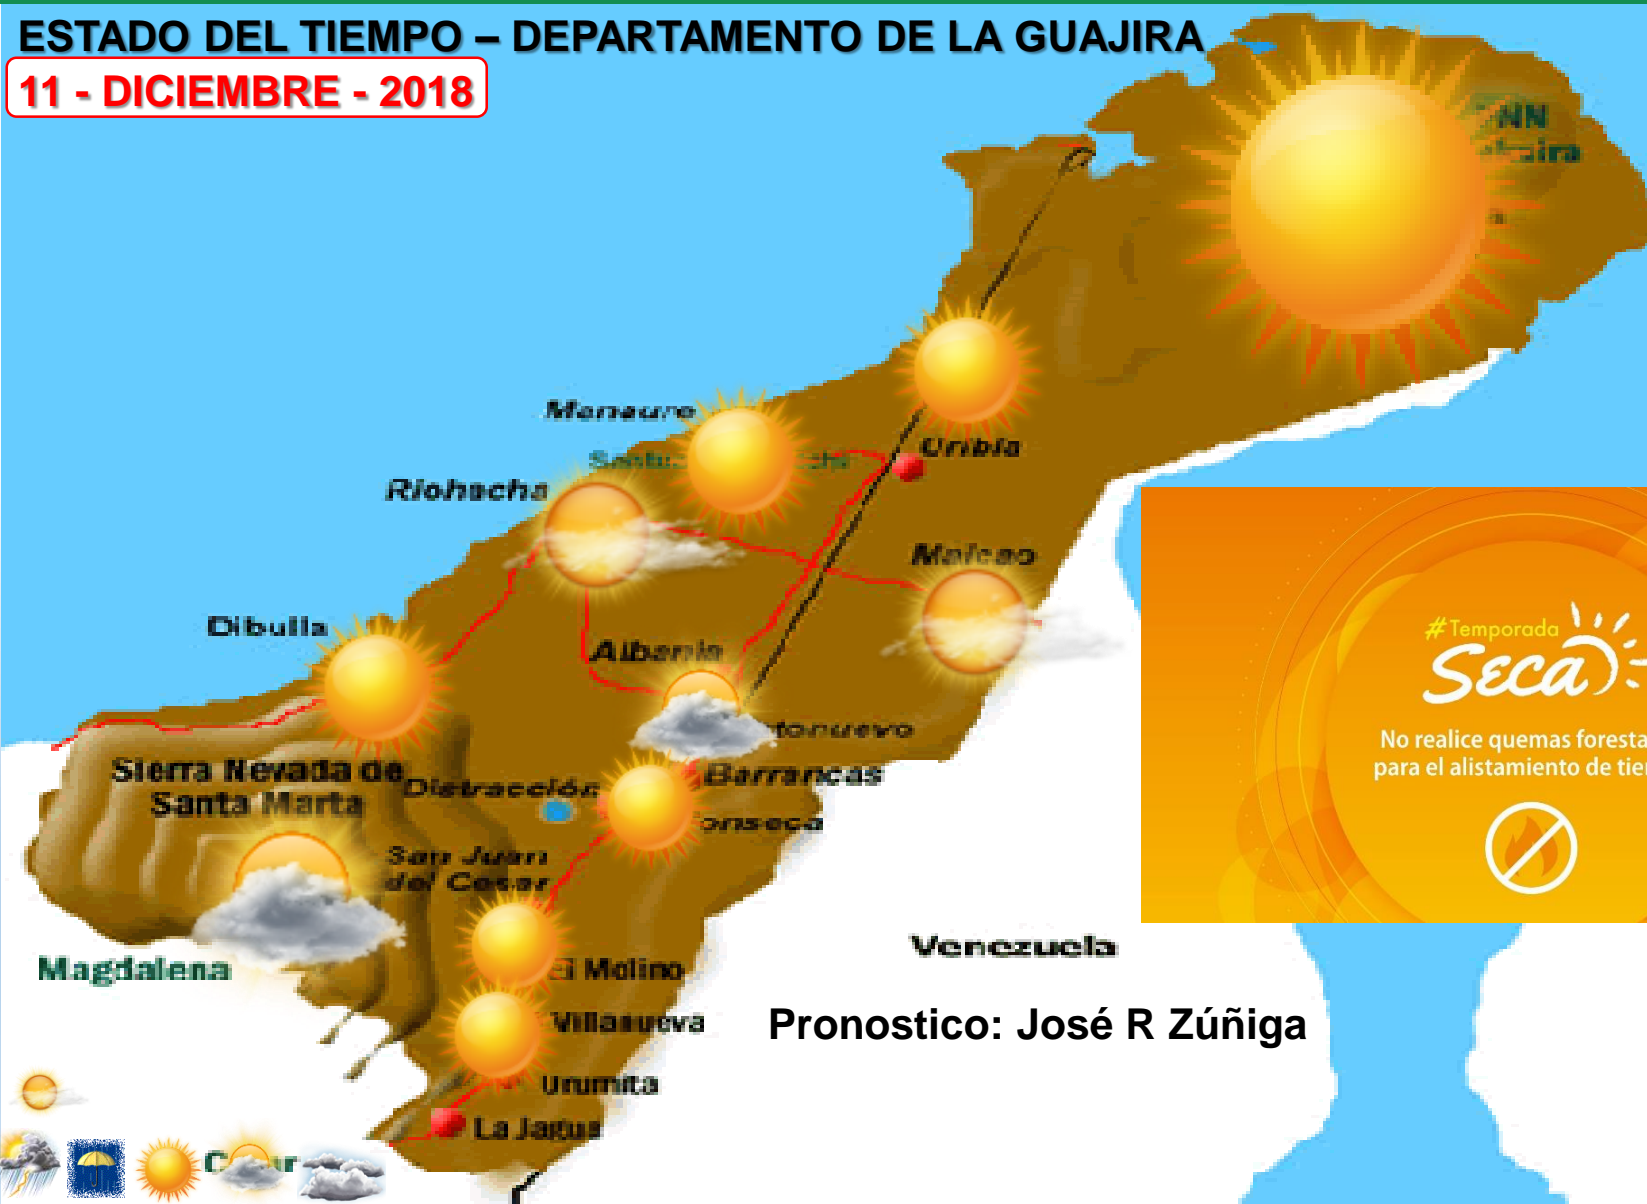 ESTADO DEL TIEMPO – DEPARTAMENTO DE LA GUAJIRA
11 - DICIEMBRE - 2018
Manaure
Uribia
Riohacha
Maicao
Dibulla
Albania
Barrancas
Sierra Nevada de
Santa Marta
Distracción
San Juan
del Cesar
Magdalena
El Molino
Villanueva
Urumita
La Jagua
Venezuela
Pronostico: José R Zúñiga
#Temporada
Seca
No realice quemas
para el alistamiento de